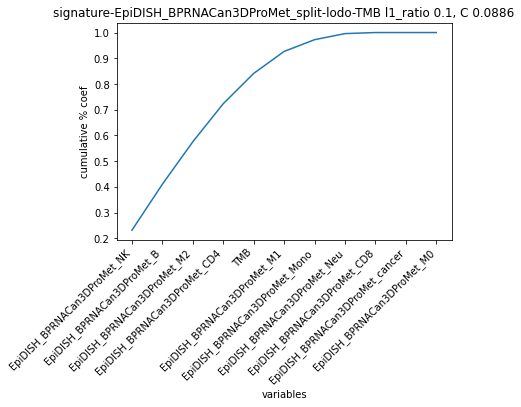 signature-EpiDISH_BPRNACan3DProMet_split-lodo-TMB l1_ratio 0.1, C 0.0886
cumulative % coef
1.0
0.9
0.8
0.7
0.6
0.5
0.4
0.3
0.2
EpiDISH_BPRNACan3DProMet_NK
EpiDISH_BPRNACan3DProMet_B
EpiDISH_BPRNACan3DProMet_M2
EpiDISH_BPRNACan3DProMet_CD4
TMB
EpiDISH_BPRNACan3DProMet_M1
EpiDISH_BPRNACan3DProMet_Mono
EpiDISH_BPRNACan3DProMet_Neu
EpiDISH_BPRNACan3DProMet_CD8
EpiDISH_BPRNACan3DProMet_cancer
EpiDISH_BPRNACan3DProMet_M0
variables